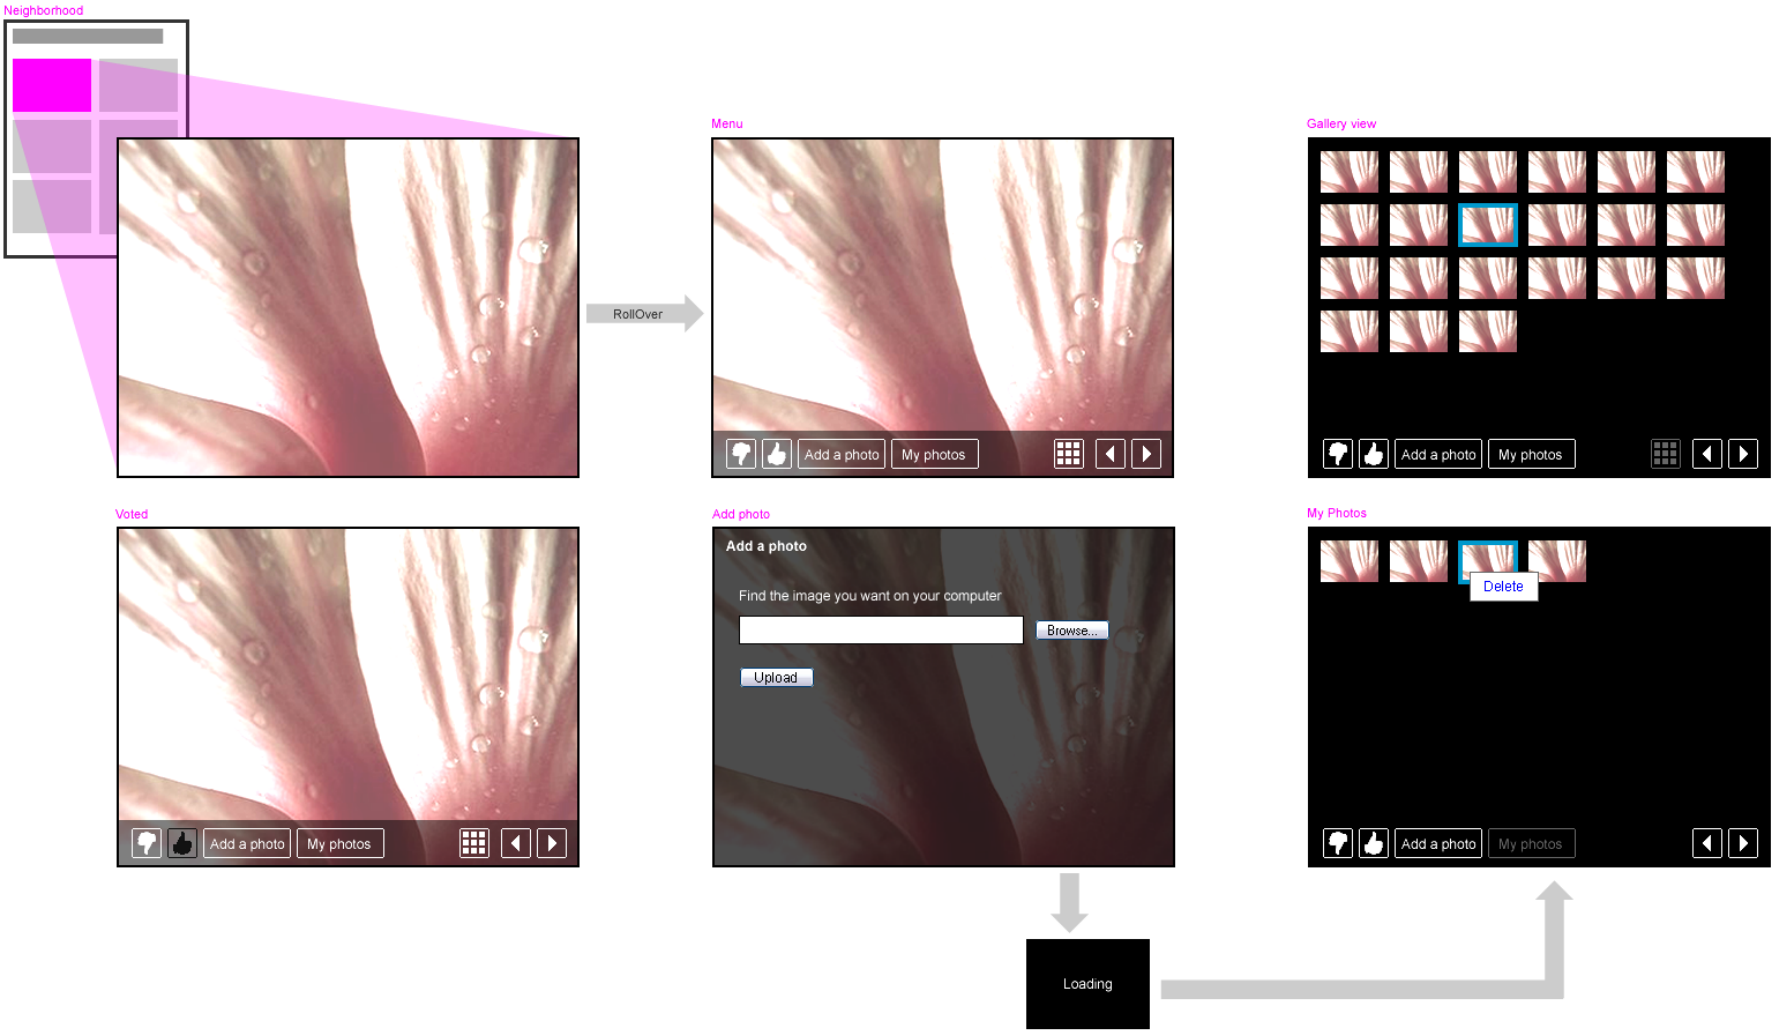 Neighborhood
RollOver
Menu
Add a photo My photos
Gallery view
Add a photo My photos
Voted
Add a photo My photos
Add photo
Add a photo
Find the image you want on your computer
Browse...
Upload
Loading
My Photos
Delete
Add a photo My photos